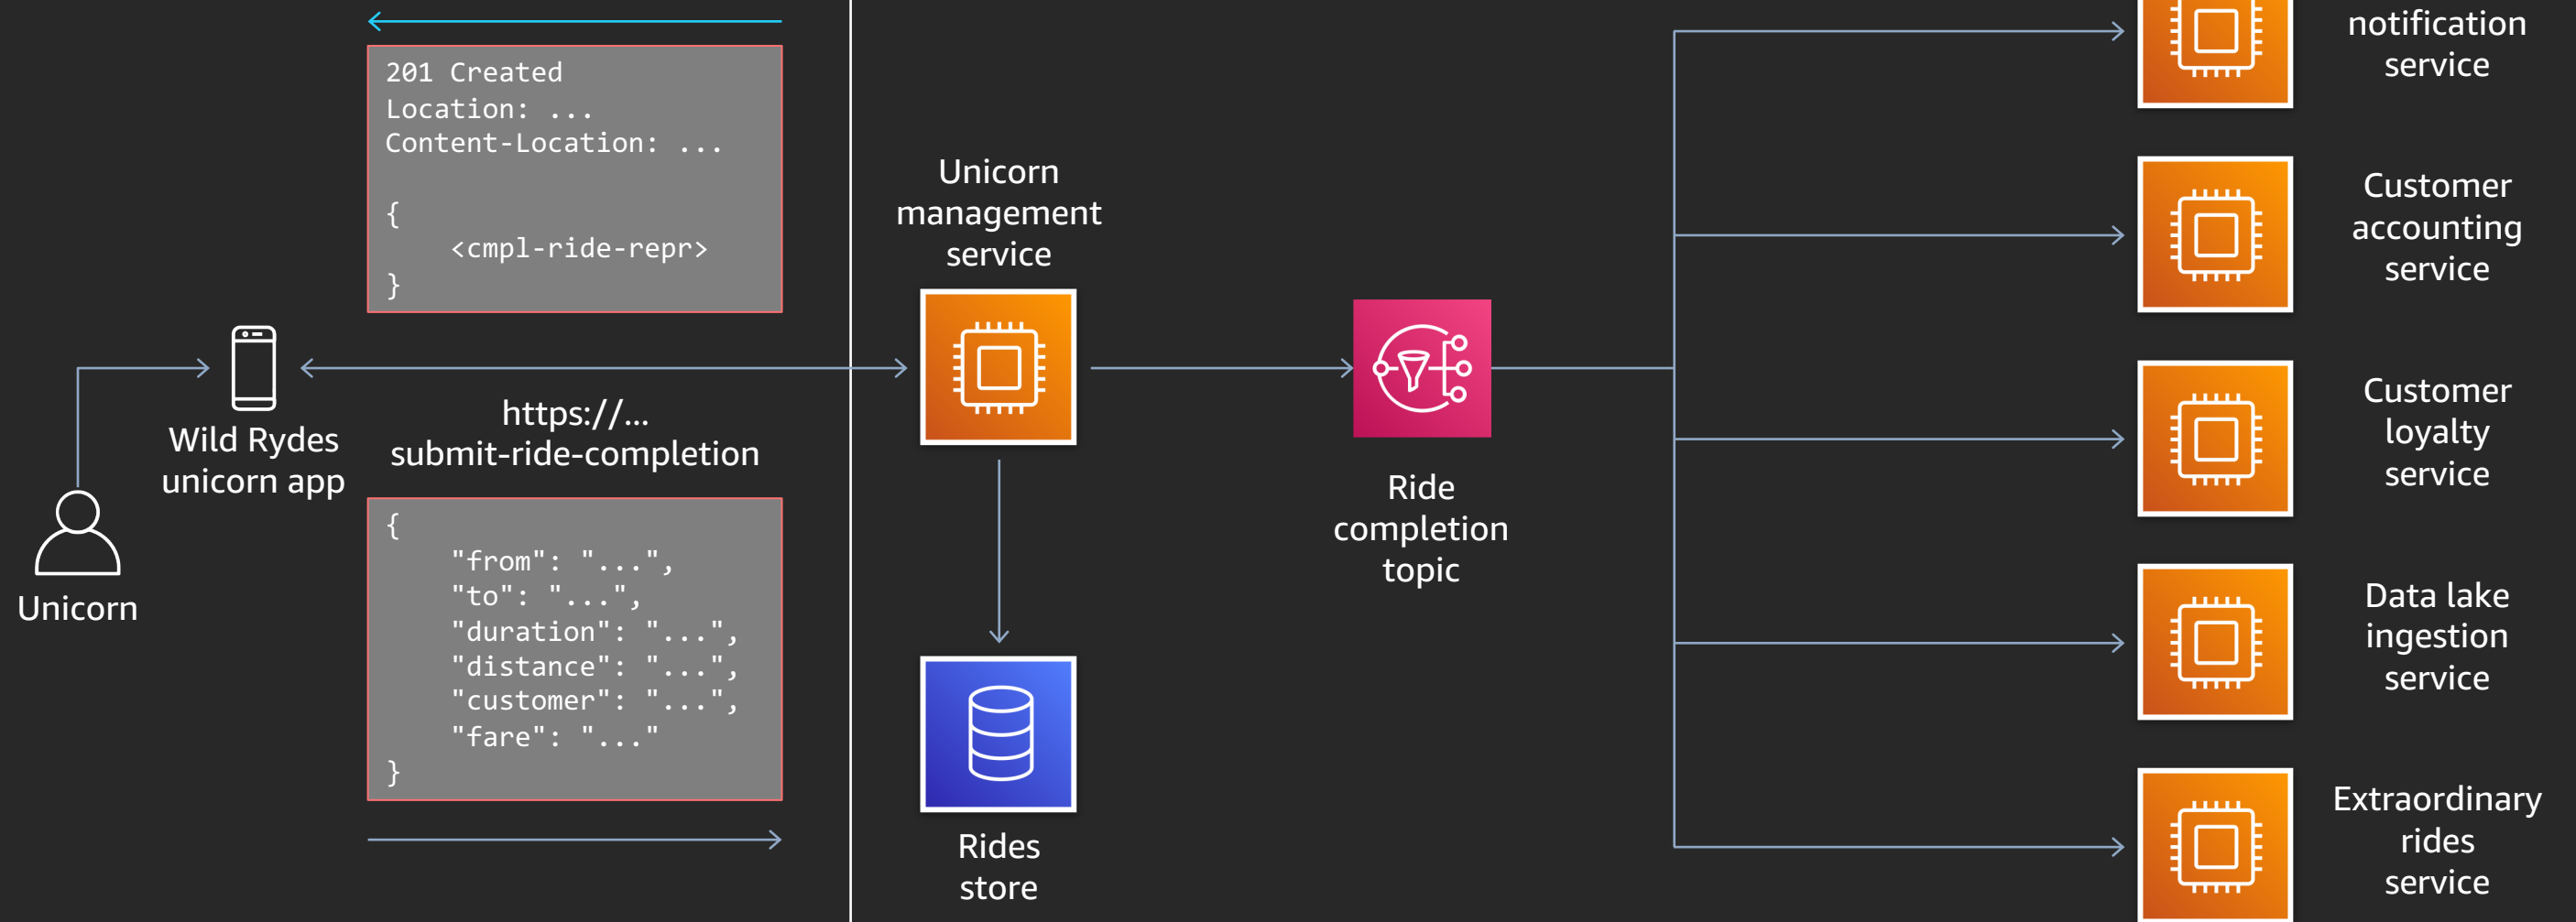 201 Created
Location: ...
Content-Location: ...
{
<cmpl-ride-repr>
}
Wild Rydes
unicorn app
Unicorn
https://...
submit-ride-completion
{
"from": "...",
"to": "...",
"duration": "...",
"distance": "...",
"customer": "...",
"fare": "..."
}
Unicorn
management
service
Rides
store
Ride
completion
topic
notification
service
Customer
accounting
service
Customer
loyalty
service
Data lake
ingestion
service
Extraordinary
rides
service